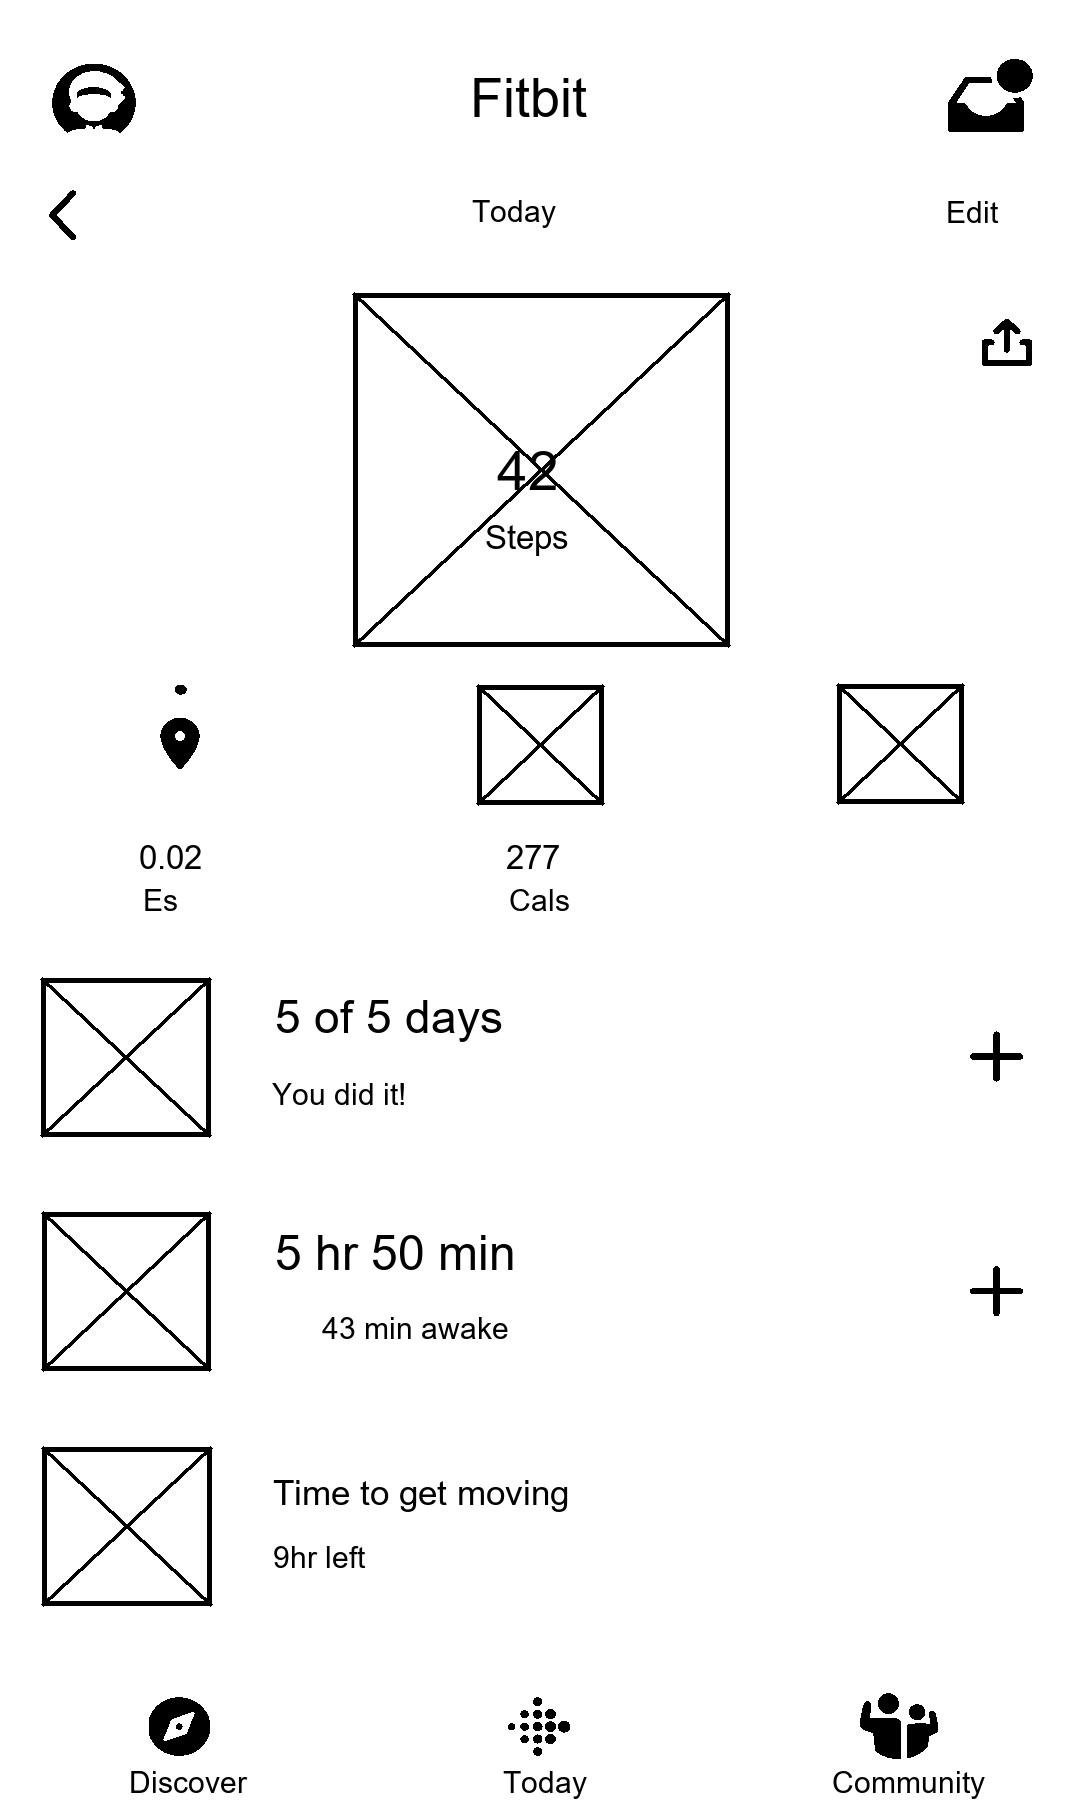 Fitbit
Today
Edit
42
Steps
0.02
Es
277
Cals
5 of 5 days
You did it!
5 hr 50 min
43 min awake
Time to get moving
9hr left
Discover
Today
Community